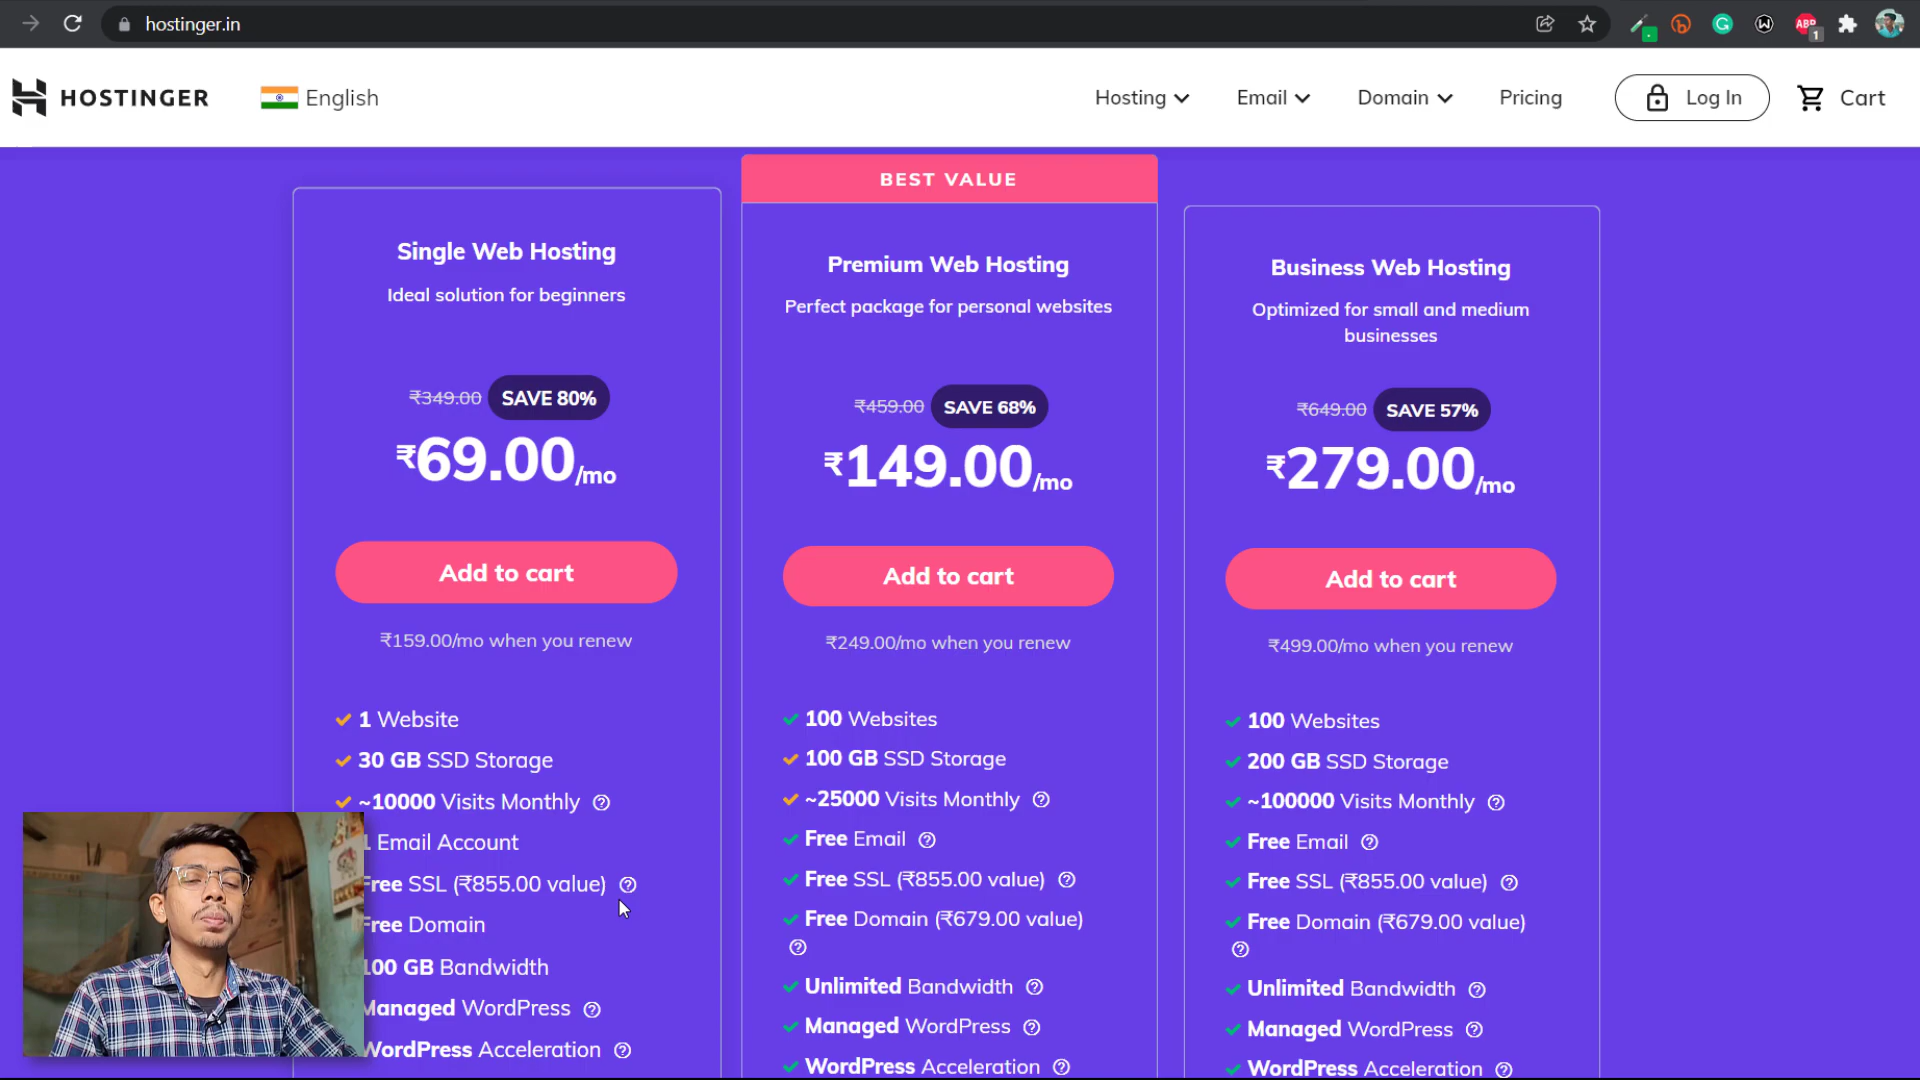 hostinger.in
ABP
1
HOSTINGER
English
Hosting
Email
Domain
Pricing
Log In
Cart
Single Web Hosting
Ideal solution for beginners
₹349.00 SAVE 80%
₹69.00/mo
Add to cart
₹159.00/mo when you renew
1 Website
30 GB SSD Storage
~10000 Visits Monthly
1 Email Account
Free SSL (₹855.00 value)
Free Domain
100 GB Bandwidth
Managed WordPress
WordPress Acceleration
BEST VALUE
Premium Web Hosting
Perfect package for personal websites
₹459.00 SAVE 68%
₹149.00/mo
Add to cart
₹249.00/mo when you renew
100 Websites
100 GB SSD Storage
~25000 Visits Monthly
Free Email
Free SSL (₹855.00 value)
Free Domain (₹679.00 value)
Unlimited Bandwidth
Managed WordPress
WordPress Acceleration
Business Web Hosting
Optimized for small and medium
businesses
₹649.00 SAVE 57%
₹279.00/mo
Add to cart
₹499.00/mo when you renew
100 Websites
200 GB SSD Storage
~100000 Visits Monthly
Free Email
Free SSL (₹855.00 value)
Free Domain (₹679.00 value)
Unlimited Bandwidth
Managed WordPress
WordPress Acceleration